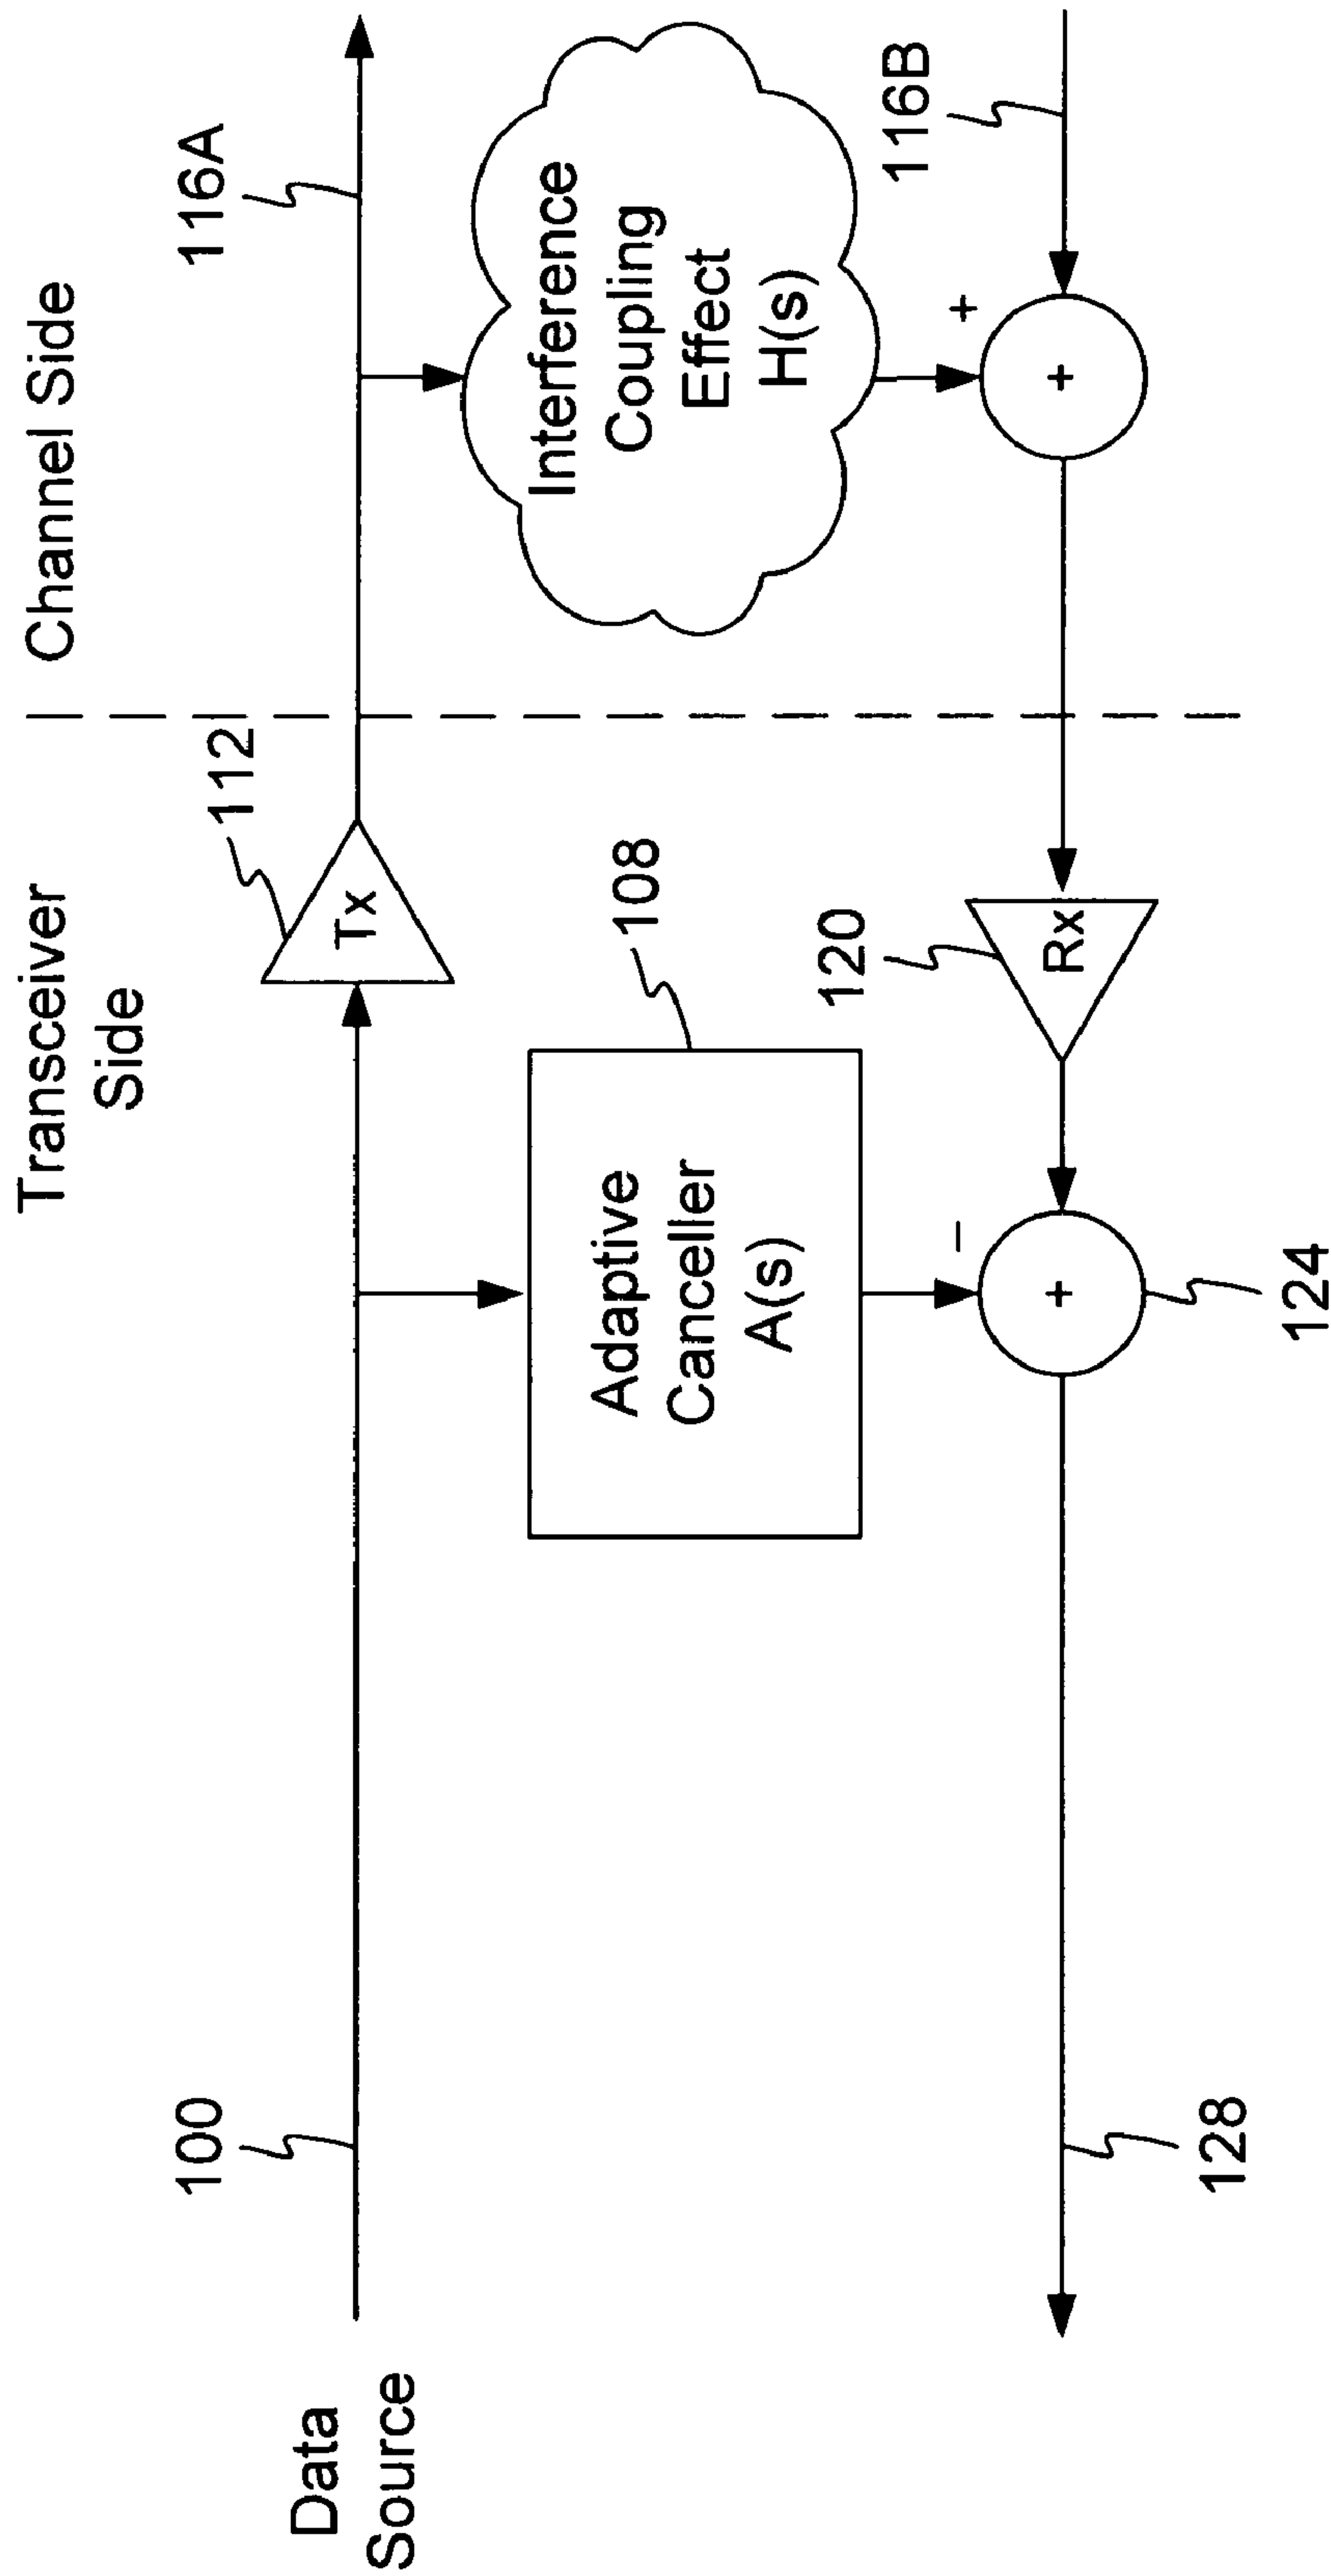 Transceiver
Side
Channel Side
112
116A
Tx
100
Data
Source
Adaptive
Canceller
A(s)
108
Interference
Coupling
Effect
H(s)
116B
+
+
120
Rx
−
+
124
128